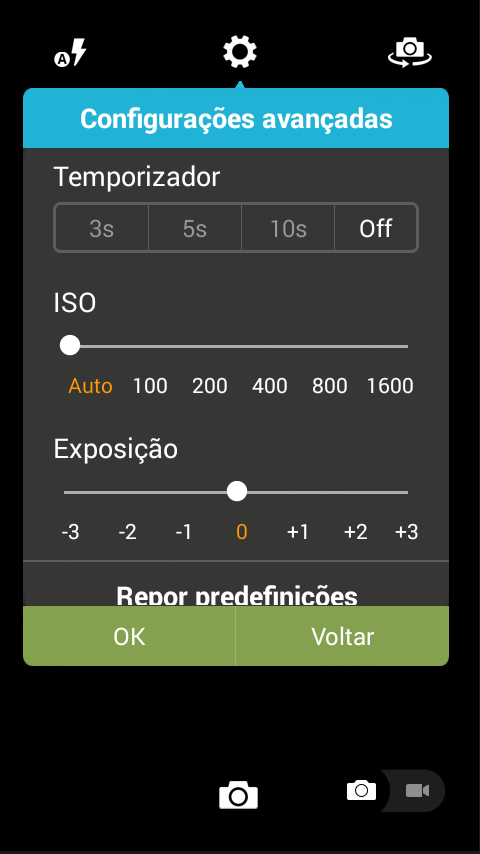 A
Configurações avançadas
Temporizador
3s 5s 10s Off
ISO
Auto 100 200 400 800 1600
Exposição
-3 -2 -1 0 +1 +2 +3
Repor predefinições
OK Voltar